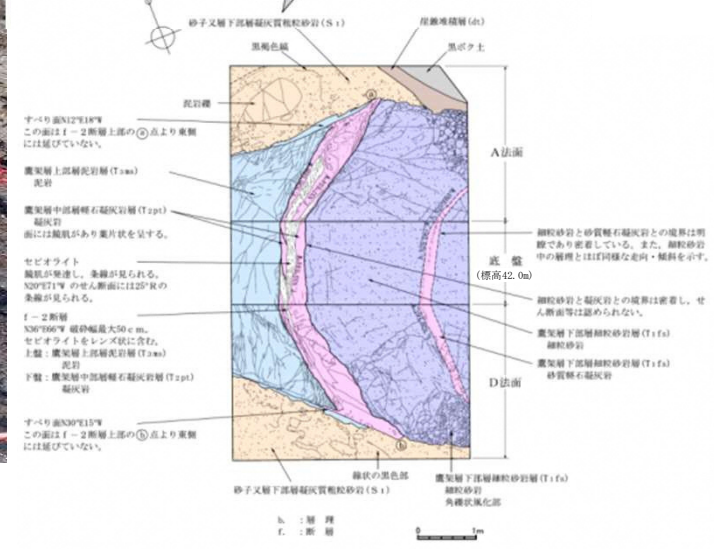 砂子又層下部層凝灰質粗粒砂岩(S1)
崖錐堆積層(dt)
黒褐色縞
黒ボク土
泥岩礫
すべり面N12°E18°W
この面はf-2断層上部のⓐ点より東側
には延びていない。
鷹架層上部層泥岩層(T3ms)
泥岩
鷹架層中部層軽石凝灰岩層(T2pt)
凝灰岩
面には鏡肌があり葉片状を呈する。
セピオライト
鏡肌が発達し、条線が見られる。
N20°E71°Wのせん断面には25°Rの
条線が見られる。
f-2断層
N36°E66°W 破砕幅最大50cm。
セピオライトをレンズ状に含む。
上盤:鷹架層上部層泥岩層(T3ms)
泥岩
下盤:鷹架層中部層軽石凝灰岩層(T2pt)
凝灰岩
すべり面N30°E15°W
この面はf-2断層上部のⓑ点より東側
には延びていない。
ⓐ
ⓑ
A法面
底盤
(標高42.0m)
D法面
細粒砂岩と砂質軽石凝灰岩との境界は明
瞭であり密着している。また、細粒砂岩
中の層理とほぼ同様な走向・傾斜を示す。
細粒砂岩と凝灰岩との境界は密着し、せ
ん断面等は認められない。
鷹架層下部層細粒砂岩層(T1fs)
細粒砂岩
鷹架層下部層細粒砂岩層(T1fs)
砂質軽石凝灰岩
線状の黒色部
砂子又層下部層凝灰質粗粒砂岩(S1)
鷹架層下部層細粒砂岩層(T1fs)
細粒砂岩
角礫状風化部
b. :層理
f. :断層
0 1m